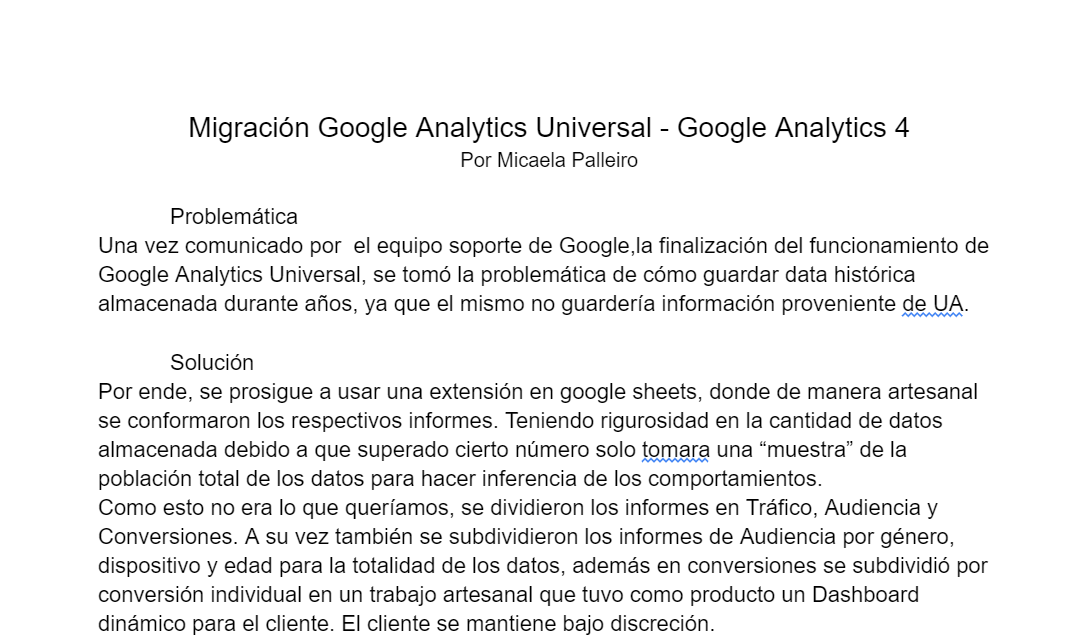 Migración Google Analytics Universal - Google Analytics 4
Por Micaela Palleiro
Problemática
Una vez comunicado por  el equipo soporte de Google,la finalización del funcionamiento de
Google Analytics Universal, se tomó la problemática de cómo guardar data histórica
almacenada durante años, ya que el mismo no guardería información proveniente de UA.
Solución
Por ende, se prosigue a usar una extensión en google sheets, donde de manera artesanal
se conformaron los respectivos informes. Teniendo rigurosidad en la cantidad de datos
almacenada debido a que superado cierto número solo tomara una “muestra” de la
población total de los datos para hacer inferencia de los comportamientos.
Como esto no era lo que queríamos, se dividieron los informes en Tráfico, Audiencia y
Conversiones. A su vez también se subdividieron los informes de Audiencia por género,
dispositivo y edad para la totalidad de los datos, además en conversiones se subdividió por
conversión individual en un trabajo artesanal que tuvo como producto un Dashboard
dinámico para el cliente. El cliente se mantiene bajo discreción.